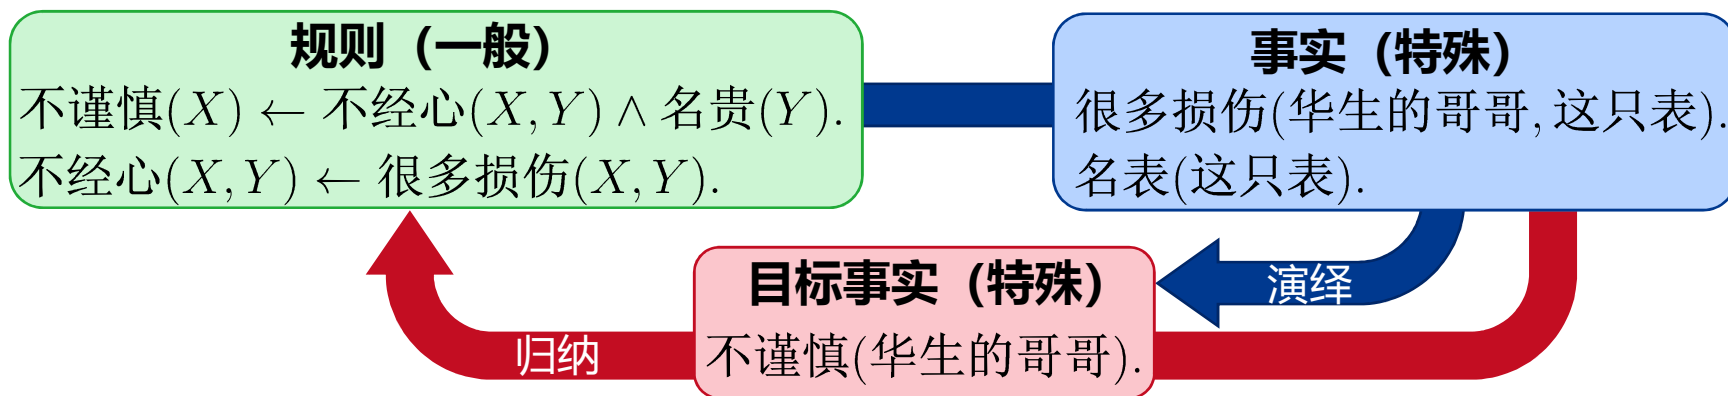 规则（一般）
不谨慎(X) ← 不经心(X, Y) ∧ 名贵(Y).
不经心(X, Y) ← 很多损伤(X, Y).
事实（特殊）
很多损伤(华生的哥哥, 这只表).
名表(这只表).
演绎
目标事实（特殊）
不谨慎(华生的哥哥).
归纳